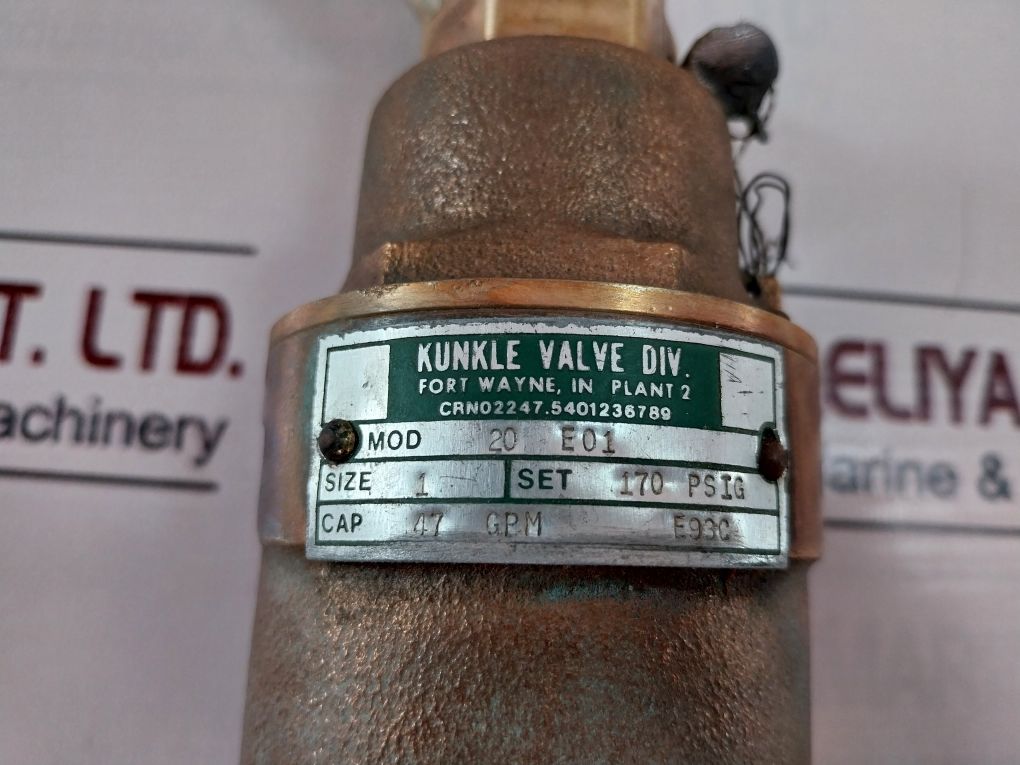 T. LTD.
achinery
ELIYA
arine &
KUNKLE VALVE DIV.
FORT WAYNE, IN PLANT 2
CRN02247.5401236789
MOD 20 E01
SIZE 1 SET 170 PSIG
CAP 47 GPM E93C